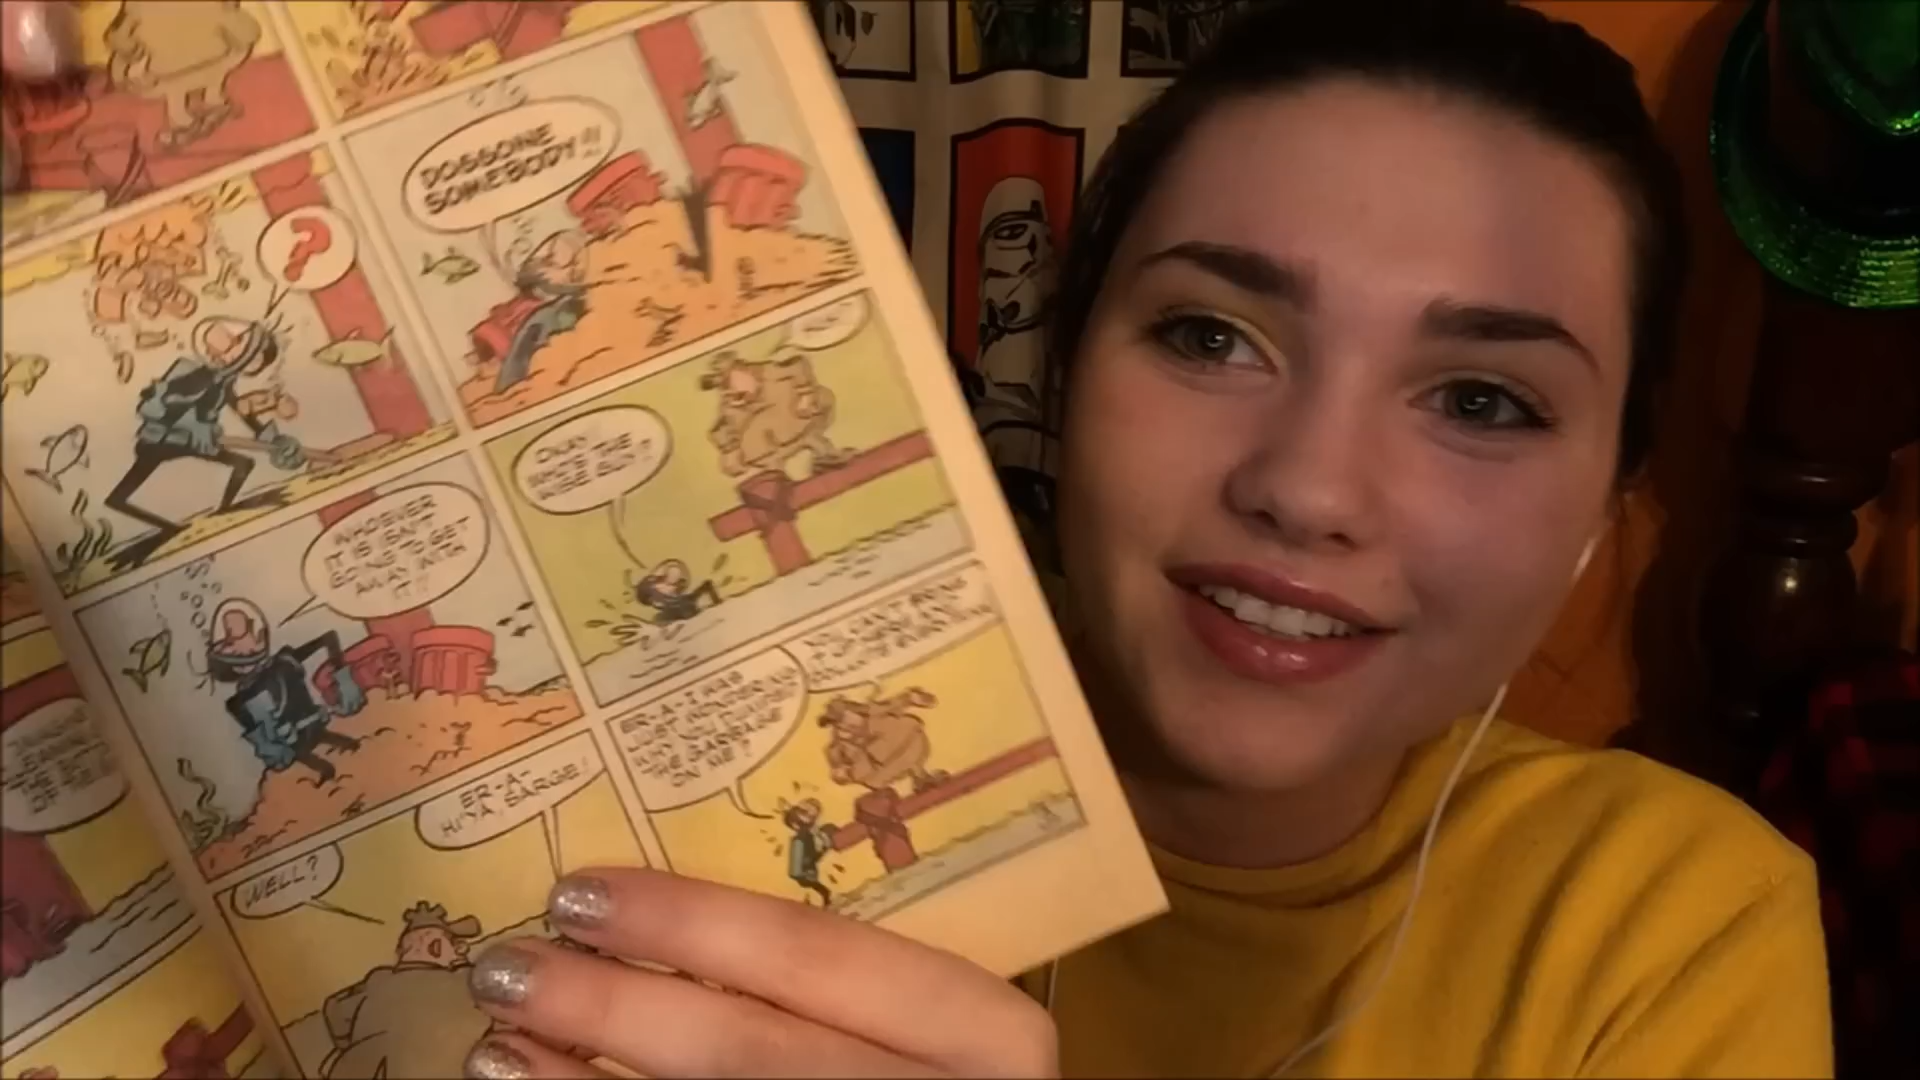 DOGGONE
SOMEBODY!!
?
OKAY!
WHO'S THE
WISE GUY?
WHOEVER
IT IS ISN'T
GOING TO GET
AWAY WITH
IT!!
WELL?
ER-A-
HIYA, SARGE!
ER-A-I WAS
JUST WONDERING
WHY YOU DUMPED
THE GARBAGE
ON ME?